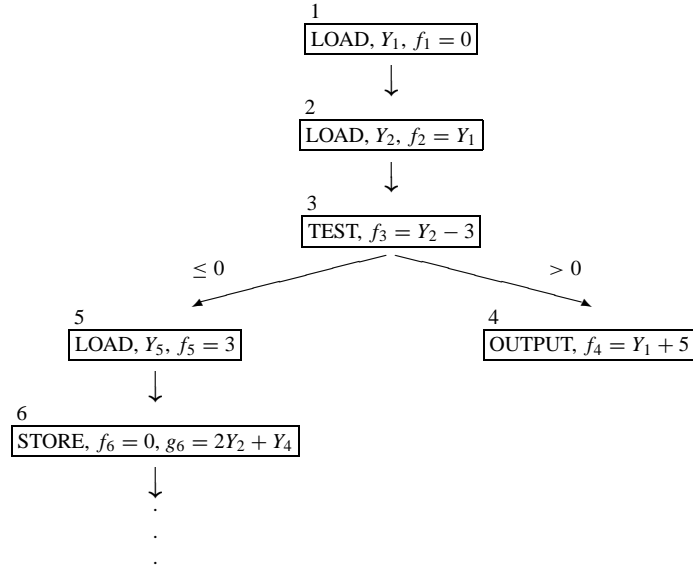 1
LOAD, Y₁, f₁ = 0
2
LOAD, Y₂, f₂ = Y₁
3
TEST, f₃ = Y₂ − 3
≤ 0
> 0
5
LOAD, Y₅, f₅ = 3
4
OUTPUT, f₄ = Y₁ + 5
6
STORE, f₆ = 0, g₆ = 2Y₂ + Y₄
.
.
.